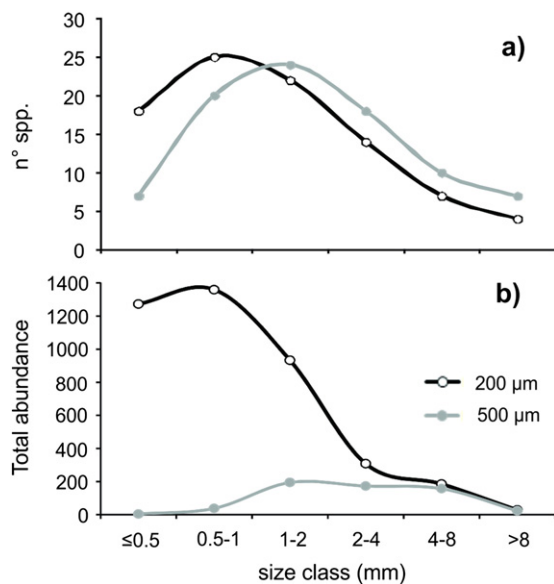 a)
30
25
20
15
10
5
0
n° spp.
b)
1400
1200
1000
800
600
400
200
0
Total abundance
200 µm
500 µm
≤0.5 0.5-1 1-2 2-4 4-8 >8
size class (mm)